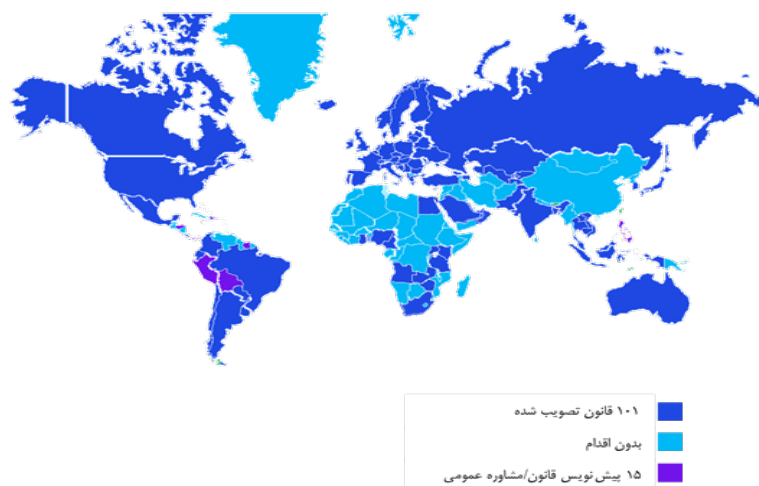 ۱۰۱ قانون تصویب شده
بدون اقدام
۱۵ پیش نویس قانون/مشاوره عمومی